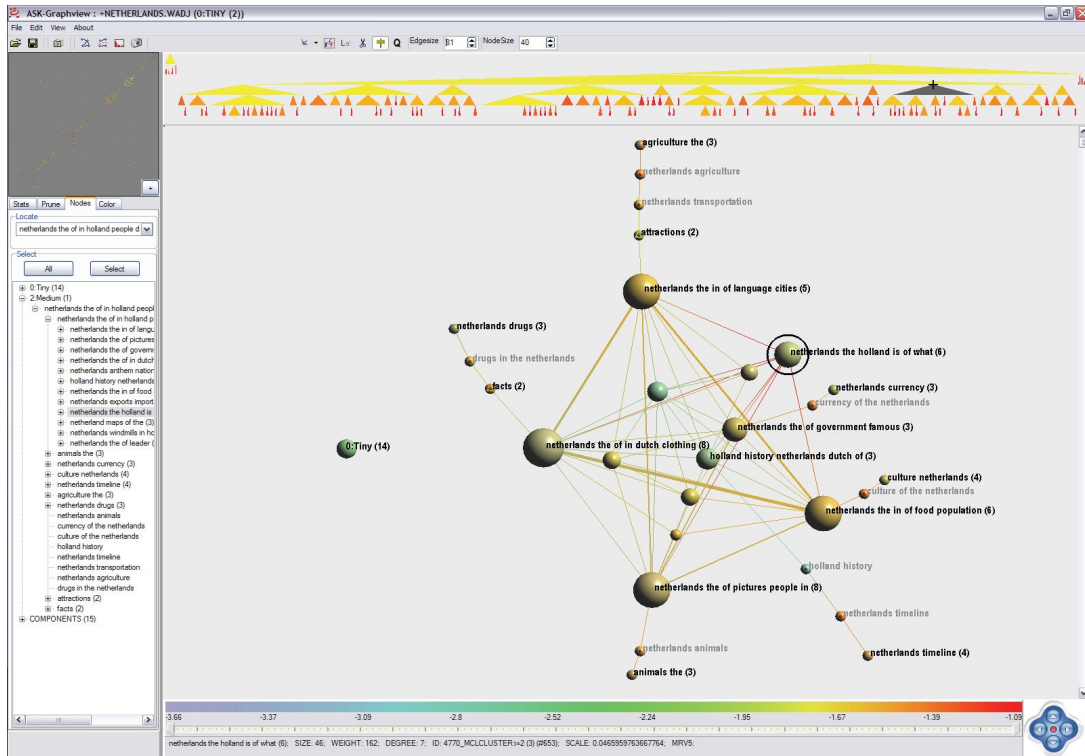 ASK-Graphview : +NETHERLANDS.WADJ (0:TINY (2))
File Edit View About
Edgesize 81 NodeSize 40
Stats Prune Nodes Color
Locate
netherlands the of in holland people d
Select
All Select
0:Tiny (14)
2:Medium (1)
netherlands the of in holland peopl
netherlands the of in holland p
netherlands the in of langu
netherlands the of pictures
netherlands the of governm
netherlands the of in dutch
netherlands anthem nation
holland history netherlands
netherlands the in of food
netherlands exports import
netherlands the holland is
netherland maps of the (3)
netherlands windmills in ho
netherlands the of leader (
animals the (3)
netherlands currency (3)
culture netherlands (4)
netherlands timeline (4)
agriculture the (3)
netherlands drugs (3)
netherlands animals
currency of the netherlands
culture of the netherlands
holland history
netherlands timeline
netherlands transportation
netherlands agriculture
drugs in the netherlands
attractions (2)
facts (2)
COMPONENTS (15)
agriculture the (3)
netherlands agriculture
netherlands transportation
attractions (2)
netherlands the in of language cities (5)
netherlands drugs (3)
netherlands the holland is of what (6)
drugs in the netherlands
facts (2)
netherlands currency (3)
currency of the netherlands
netherlands the of government famous (3)
0:Tiny (14)
netherlands the of in dutch clothing (8)
holland history netherlands dutch of (3)
culture netherlands (4)
culture of the netherlands
netherlands the in of food population (6)
holland history
netherlands the of pictures people in (8)
netherlands timeline
netherlands animals
netherlands timeline (4)
animals the (3)
-3.66 -3.37 -3.09 -2.8 -2.52 -2.24 -1.95 -1.67 -1.39 -1.09
netherlands the holland is of what (6); SIZE: 46; WEIGHT: 162; DEGREE: 7; ID: 4770_MCLCLUSTER:i=2 (3) (#653); SCALE: 0.0465959763667764; MRV5: